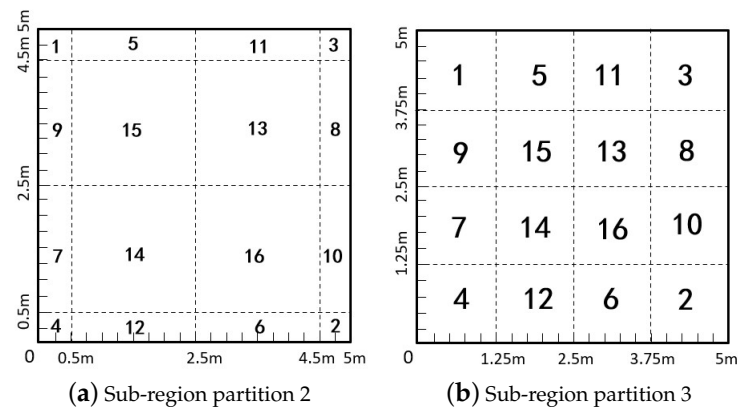 4.5m 5m
1 5 11 3
9 15 13 8
2.5m
7 14 16 10
0.5m
4 12 6 2
0 0.5m 2.5m 4.5m 5m
(a) Sub-region partition 2
5m
1 5 11 3
3.75m
9 15 13 8
2.5m
7 14 16 10
1.25m
4 12 6 2
0 1.25m 2.5m 3.75m 5m
(b) Sub-region partition 3